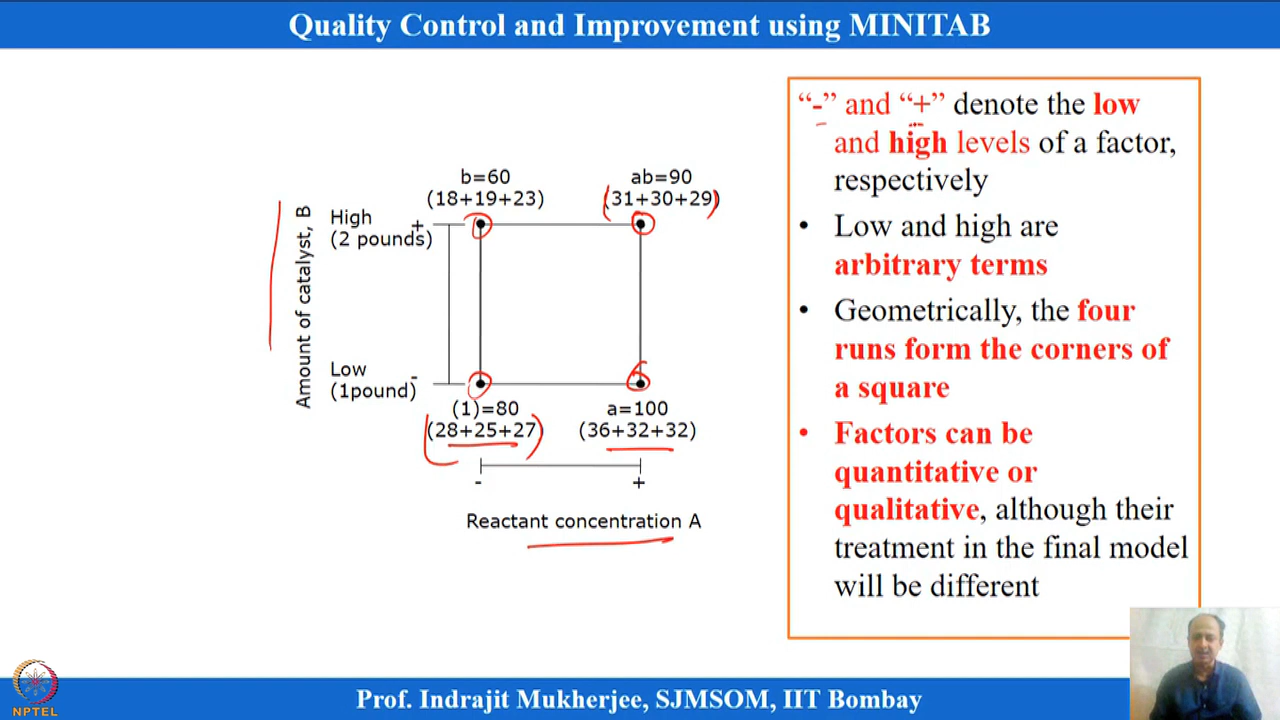 Quality Control and Improvement using MINITAB
b=60
(18+19+23)
ab=90
(31+30+29)
High
(2 pounds)
+
Amount of catalyst, B
Low
(1pound)
-
(1)=80
(28+25+27)
a=100
(36+32+32)
-
+
Reactant concentration A
“-” and “+” denote the low
and high levels of a factor,
respectively
• Low and high are
arbitrary terms
• Geometrically, the four
runs form the corners of
a square
• Factors can be
quantitative or
qualitative, although their
treatment in the final model
will be different
NPTEL
Prof. Indrajit Mukherjee, SJMSOM, IIT Bombay